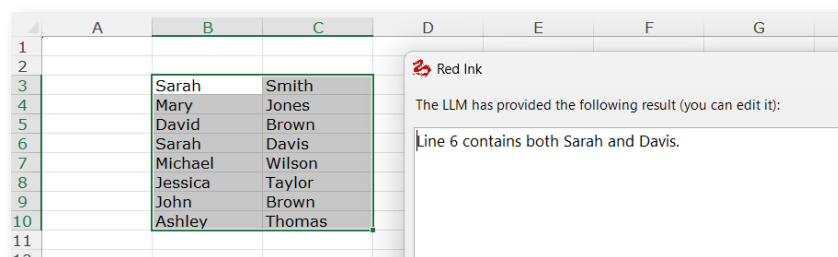 A B C D E F G
1
2
3 Sarah Smith
4 Mary Jones
5 David Brown
6 Sarah Davis
7 Michael Wilson
8 Jessica Taylor
9 John Brown
10 Ashley Thomas
11
Red Ink
The LLM has provided the following result (you can edit it):
Line 6 contains both Sarah and Davis.